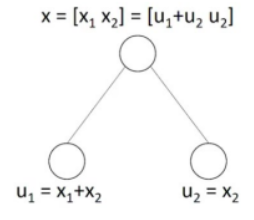 x = [x₁ x₂] = [u₁+u₂ u₂]
u₁ = x₁+x₂
u₂ = x₂